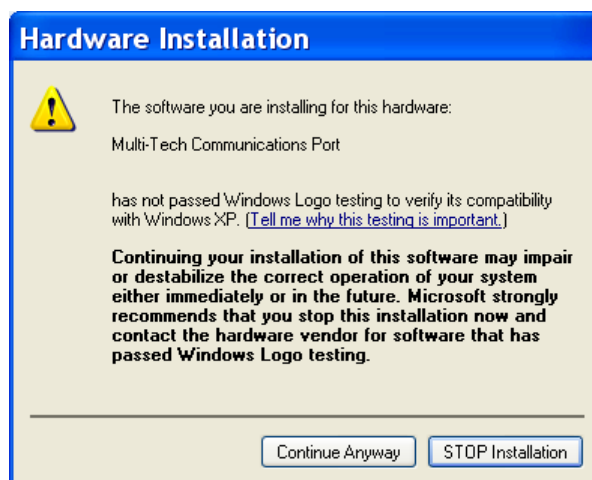 Hardware Installation
The software you are installing for this hardware:
Multi-Tech Communications Port
has not passed Windows Logo testing to verify its compatibility
with Windows XP. (Tell me why this testing is important.)
Continuing your installation of this software may impair
or destabilize the correct operation of your system
either immediately or in the future. Microsoft strongly
recommends that you stop this installation now and
contact the hardware vendor for software that has
passed Windows Logo testing.
Continue Anyway
STOP Installation